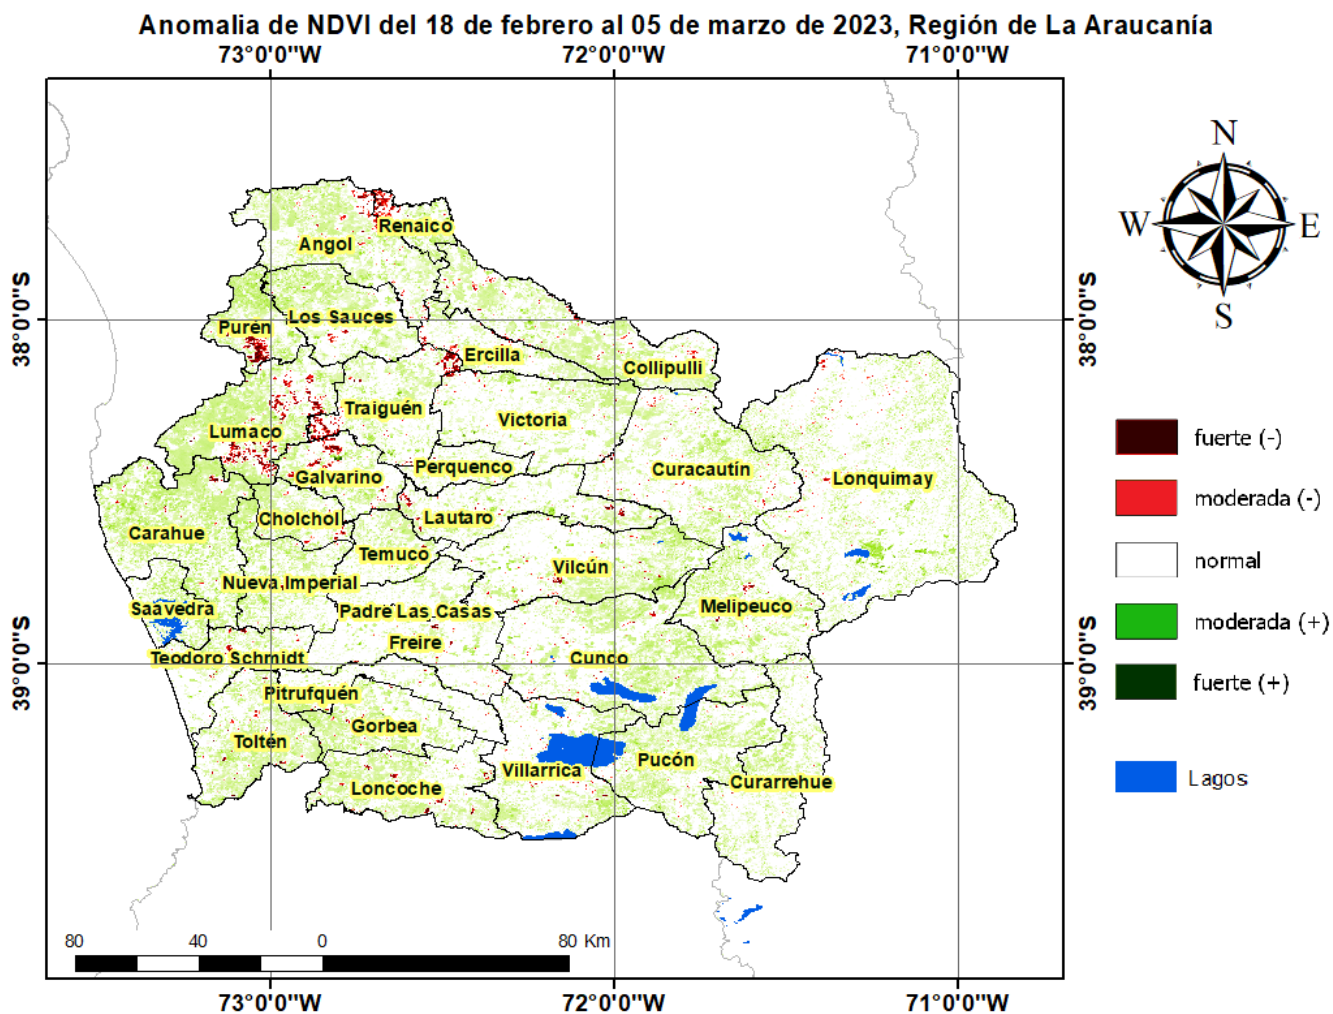 Anomalia de NDVI del 18 de febrero al 05 de marzo de 2023, Región de La Araucanía
73°0'0"W 72°0'0"W 71°0'0"W
N
W E
S
38°0'0"S 38°0'0"S
39°0'0"S 39°0'0"S
Renaico
Angol
Los Sauces
Purén
Ercilla
Collipulli
Traiguén
Victoria
Lumaco
Perquenco
Curacautín
Galvarino
Lonquimay
Cholchol
Lautaro
Carahue
Temuco
Vilcún
Nueva Imperial
Saavedra
Padre Las Casas
Melipeuco
Freire
Teodoro Schmidt
Cunco
Pitrufquén
Gorbea
Toltén
Pucón
Villarrica
Curarrehue
Loncoche
fuerte (-)
moderada (-)
normal
moderada (+)
fuerte (+)
Lagos
80 40 0 80 Km
73°0'0"W 72°0'0"W 71°0'0"W